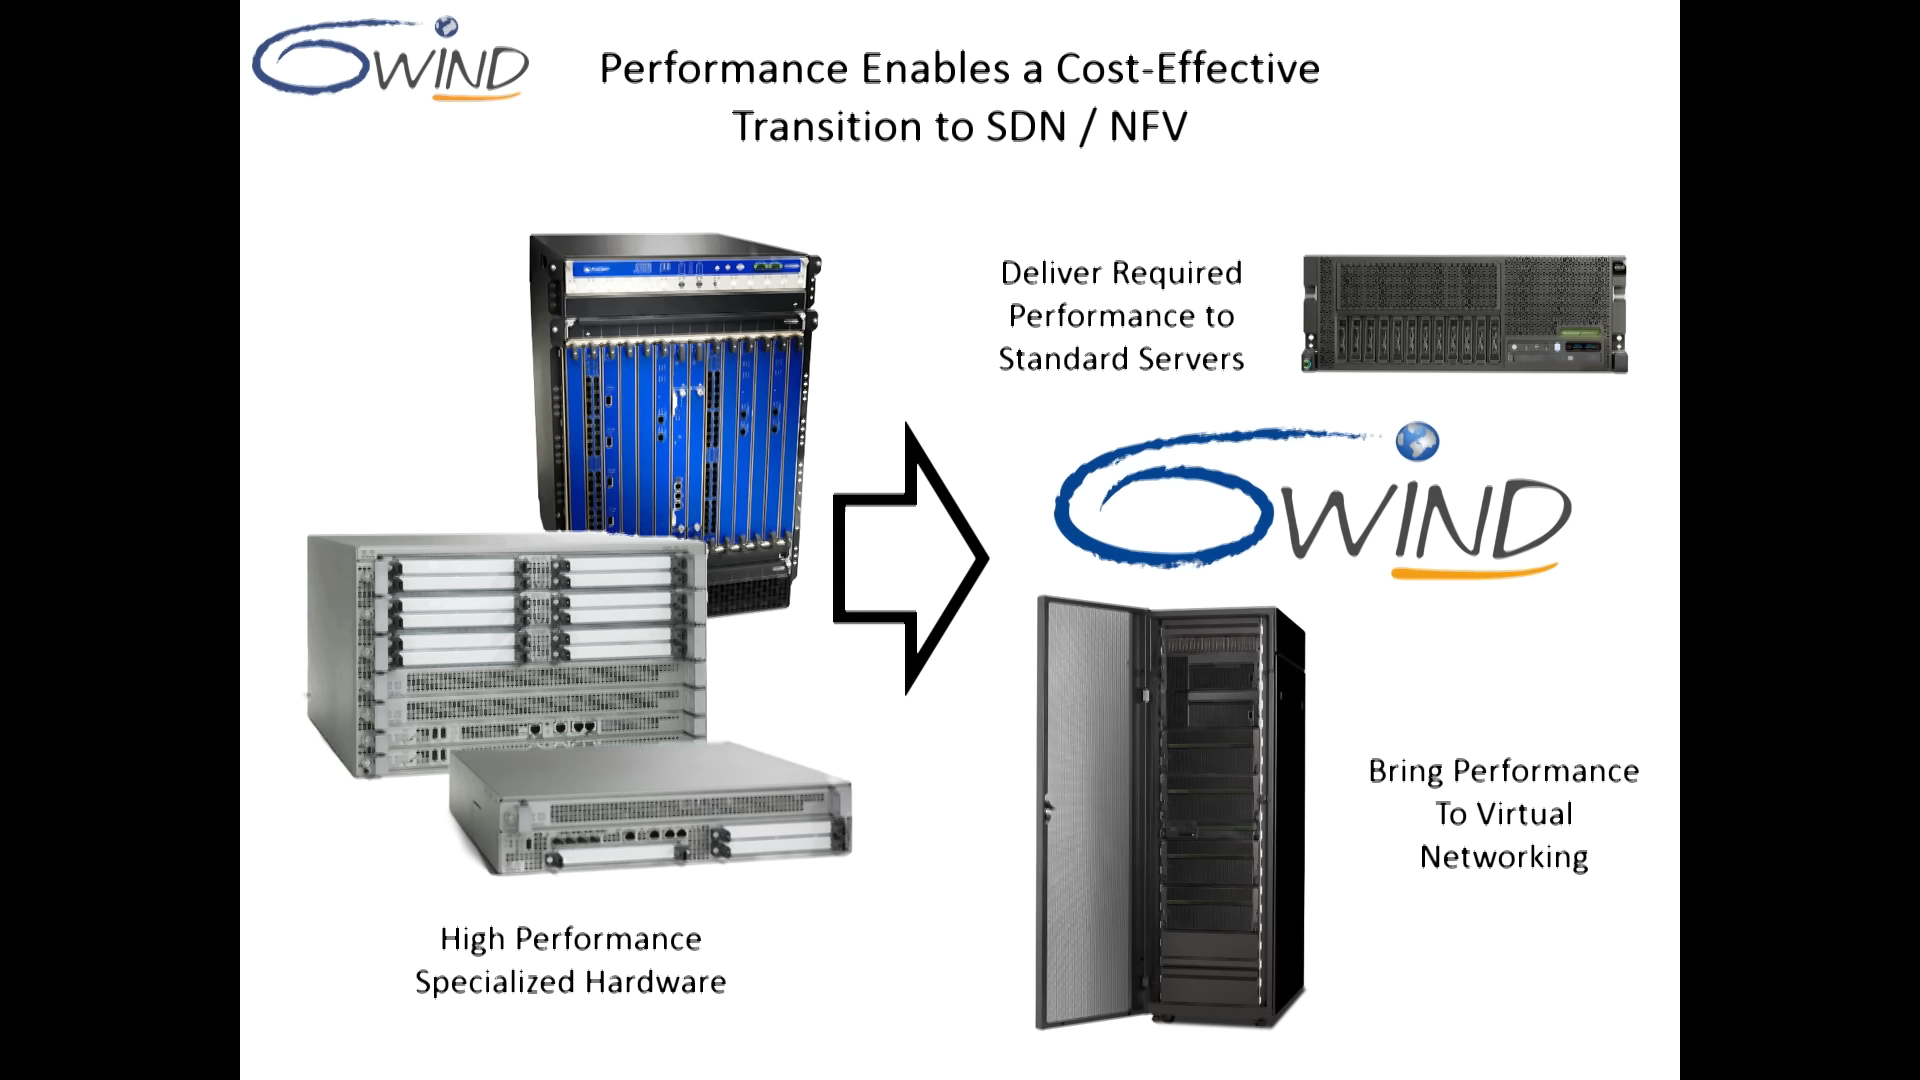 6WIND
Performance Enables a Cost-Effective
Transition to SDN / NFV
Deliver Required
Performance to
Standard Servers
6WIND
Bring Performance
To Virtual
Networking
High Performance
Specialized Hardware